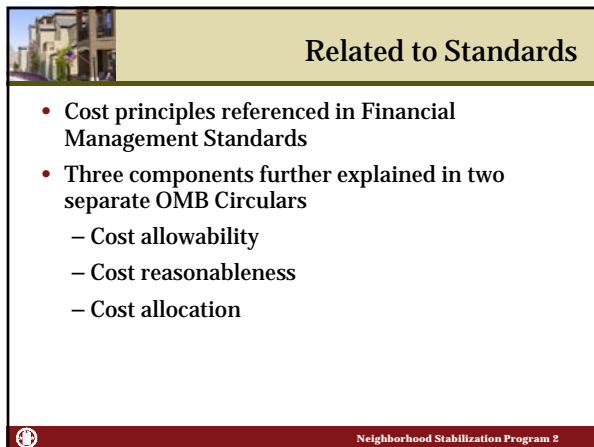 Related to Standards
• Cost principles referenced in Financial
Management Standards
• Three components further explained in two
separate OMB Circulars
– Cost allowability
– Cost reasonableness
– Cost allocation
Neighborhood Stabilization Program 2